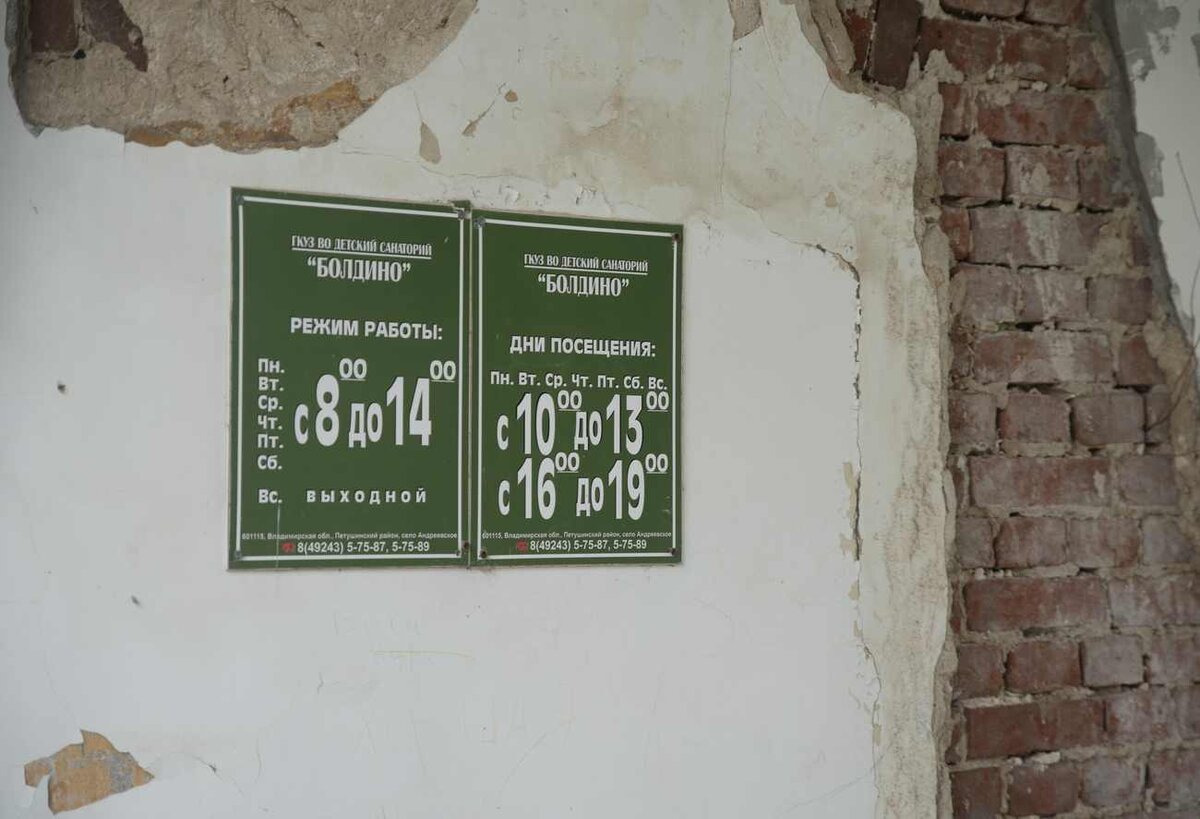 ГКУЗ ВО ДЕТСКИЙ САНАТОРИЙ
"БОЛДИНО"
РЕЖИМ РАБОТЫ:
Пн.
Вт.
Ср.
Чт.
Пт.
Сб.
с 8 00 до 14 00
Вс. ВЫХОДНОЙ
601115, Владимирская обл., Петушинский район, село Андреевское
8(49243) 5-75-87, 5-75-89
ГКУЗ ВО ДЕТСКИЙ САНАТОРИЙ
"БОЛДИНО"
ДНИ ПОСЕЩЕНИЯ:
Пн. Вт. Ср. Чт. Пт. Сб. Вс.
с 10 00 до 13 00
с 16 00 до 19 00
601115, Владимирская обл., Петушинский район, село Андреевское
8(49243) 5-75-87, 5-75-89